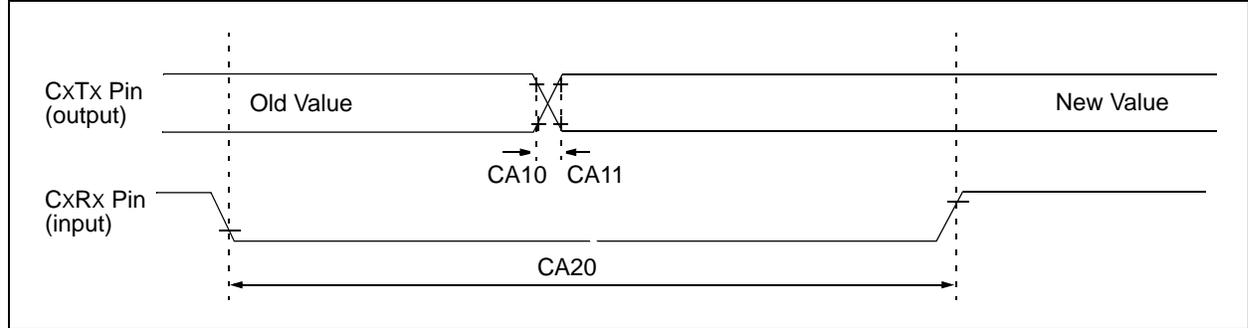 CxTx Pin
(output)
Old Value
New Value
CA10 CA11
CxRx Pin
(input)
CA20